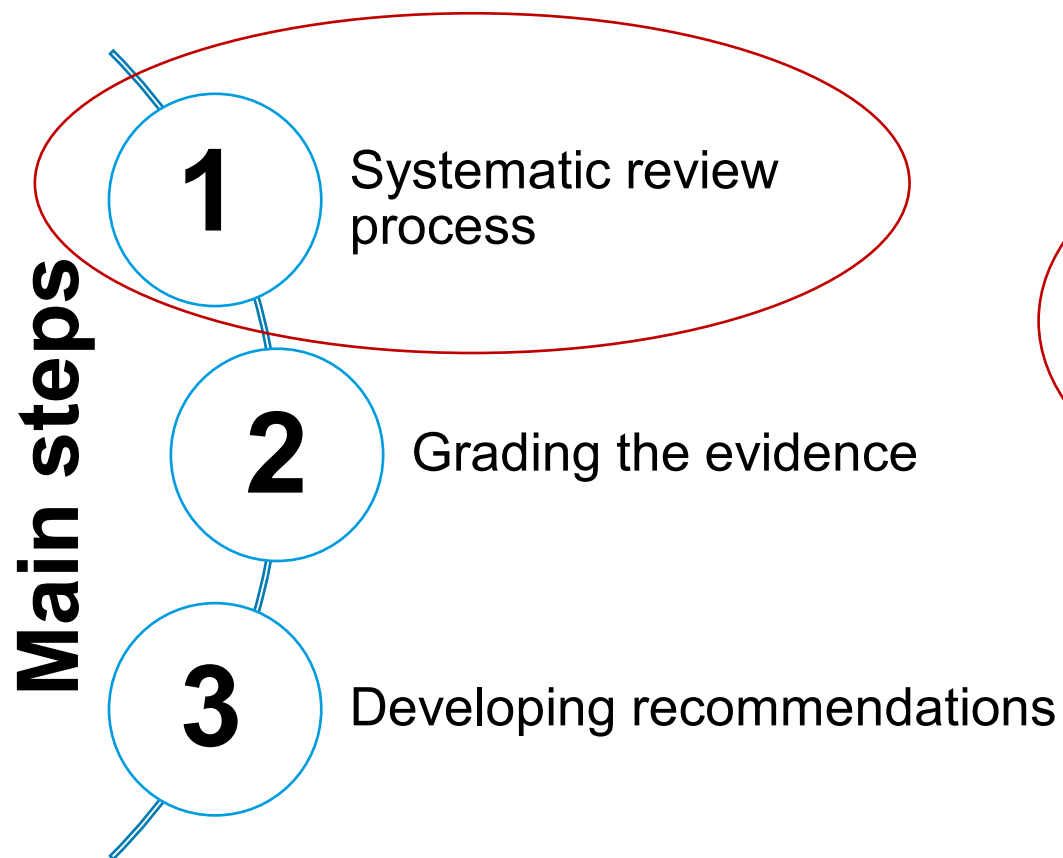 Main steps
1
Systematic review
process
2
Grading the evidence
3
Developing recommendations